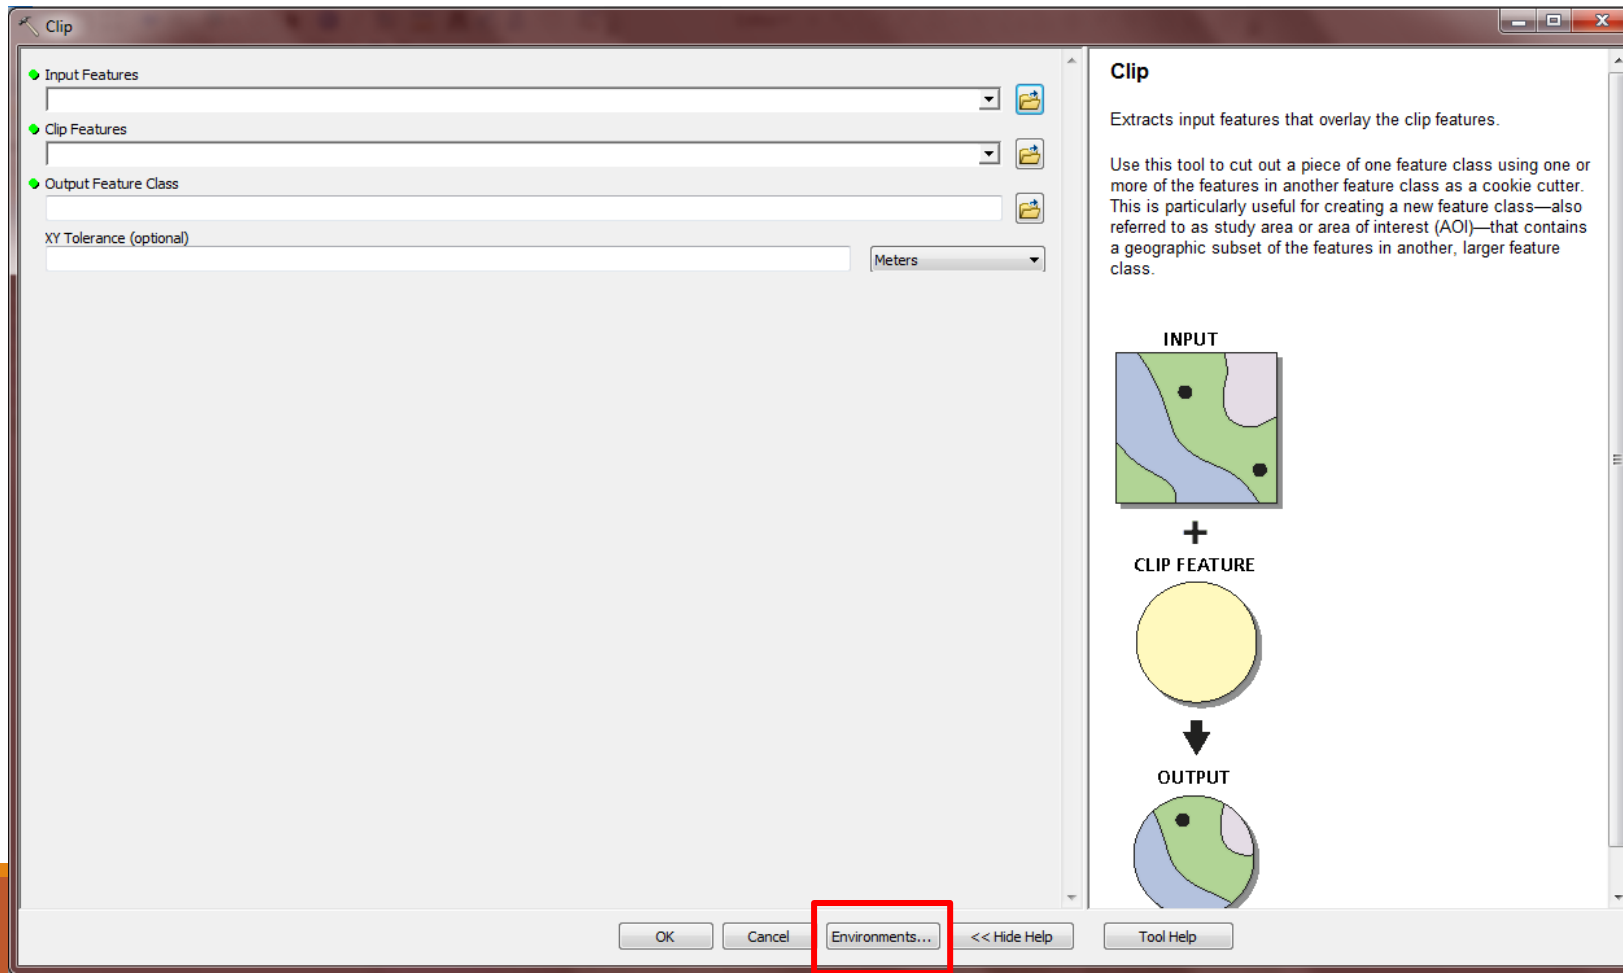 Clip
Input Features
Clip Features
Output Feature Class
XY Tolerance (optional)
Meters
Clip
Extracts input features that overlay the clip features.
Use this tool to cut out a piece of one feature class using one or
more of the features in another feature class as a cookie cutter.
This is particularly useful for creating a new feature class—also
referred to as study area or area of interest (AOI)—that contains
a geographic subset of the features in another, larger feature
class.
INPUT
+
CLIP FEATURE
OUTPUT
OK
Cancel
Environments...
<< Hide Help
Tool Help